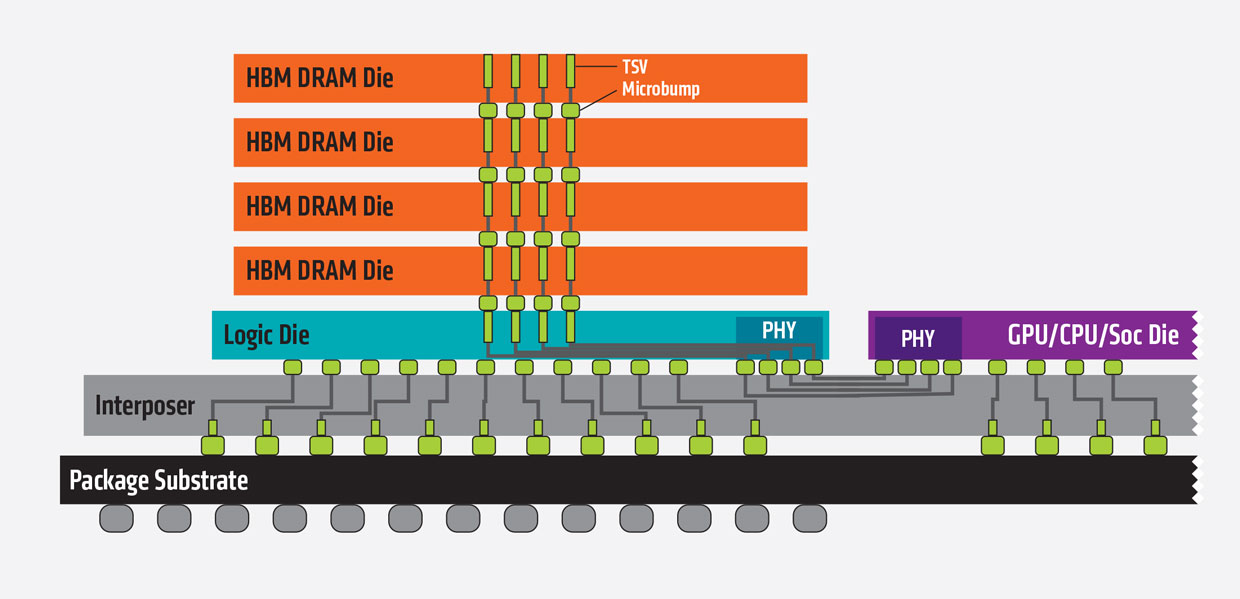 HBM DRAM Die
TSV
Microbump
HBM DRAM Die
HBM DRAM Die
HBM DRAM Die
Logic Die
PHY
PHY
GPU/CPU/Soc Die
Interposer
Package Substrate